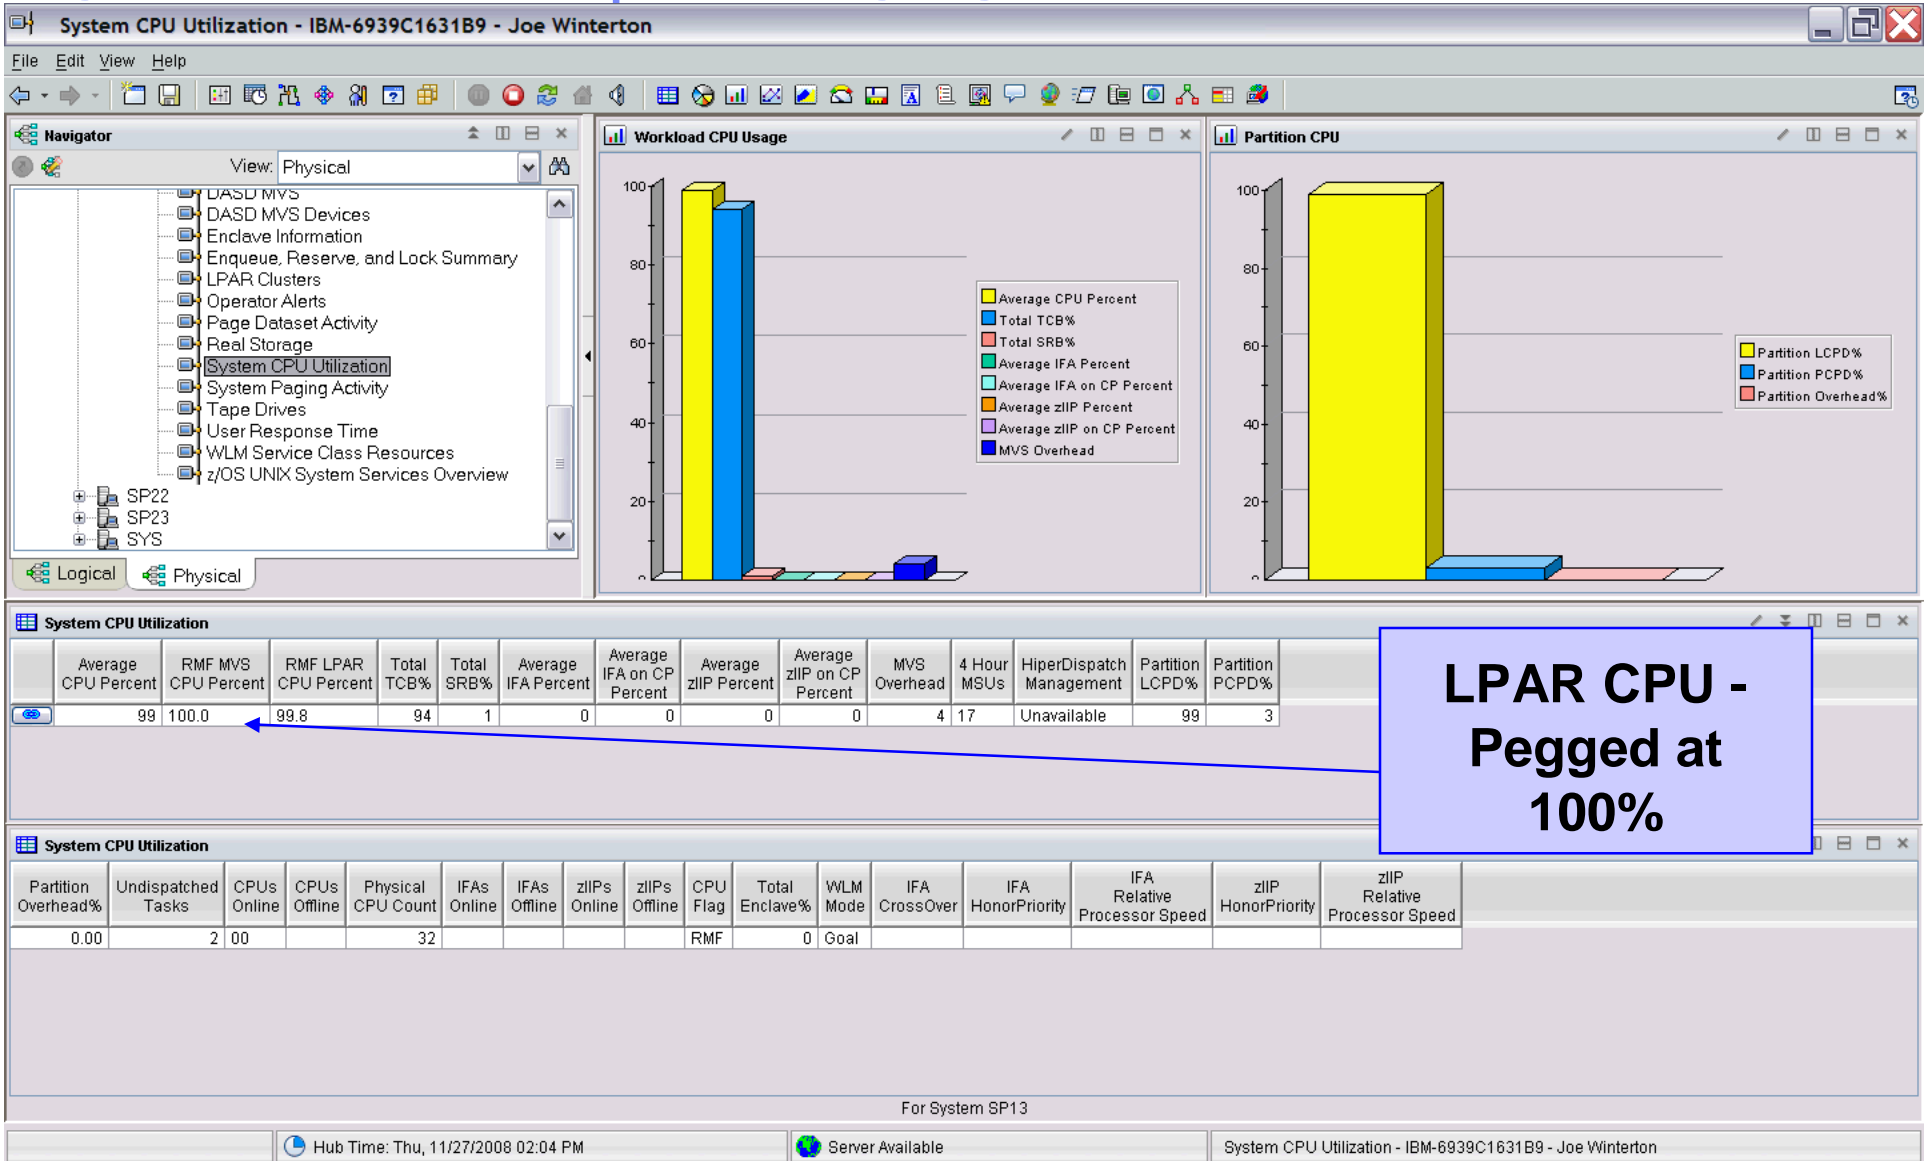 System CPU Utilization - IBM-6939C1631B9 - Joe Winterton
File Edit View Help
Navigator
View: Physical
DASD MVS
DASD MVS Devices
Enclave Information
Enqueue, Reserve, and Lock Summary
LPAR Clusters
Operator Alerts
Page Dataset Activity
Real Storage
System CPU Utilization
System Paging Activity
Tape Drives
User Response Time
WLM Service Class Resources
z/OS UNIX System Services Overview
SP22
SP23
SYS
Logical Physical
Workload CPU Usage
100
80
60
40
20
0
Average CPU Percent
Total TCB%
Total SRB%
Average IFA Percent
Average IFA on CP Percent
Average zIIP Percent
Average zIIP on CP Percent
MVS Overhead
Partition CPU
100
80
60
40
20
0
Partition LCPD%
Partition PCPD%
Partition Overhead%
System CPU Utilization
Average CPU Percent RMF MVS CPU Percent RMF LPAR CPU Percent Total TCB% Total SRB% Average IFA Percent Average IFA on CP Percent Average zIIP Percent Average zIIP on CP Percent MVS Overhead 4 Hour MSUs HiperDispatch Management Partition LCPD% Partition PCPD%
99 100.0 99.8 94 1 0 0 0 0 4 17 Unavailable 99 3
LPAR CPU -
Pegged at
100%
System CPU Utilization
Partition Overhead% Undispatched Tasks CPUs Online CPUs Offline Physical CPU Count IFAs Online IFAs Offline zIIPs Online zIIPs Offline CPU Flag Total Enclave% WLM Mode IFA CrossOver IFA HonorPriority IFA Relative Processor Speed zIIP HonorPriority zIIP Relative Processor Speed
0.00 2 00 32 RMF 0 Goal
For System SP13
Hub Time: Thu, 11/27/2008 02:04 PM
Server Available
System CPU Utilization - IBM-6939C1631B9 - Joe Winterton